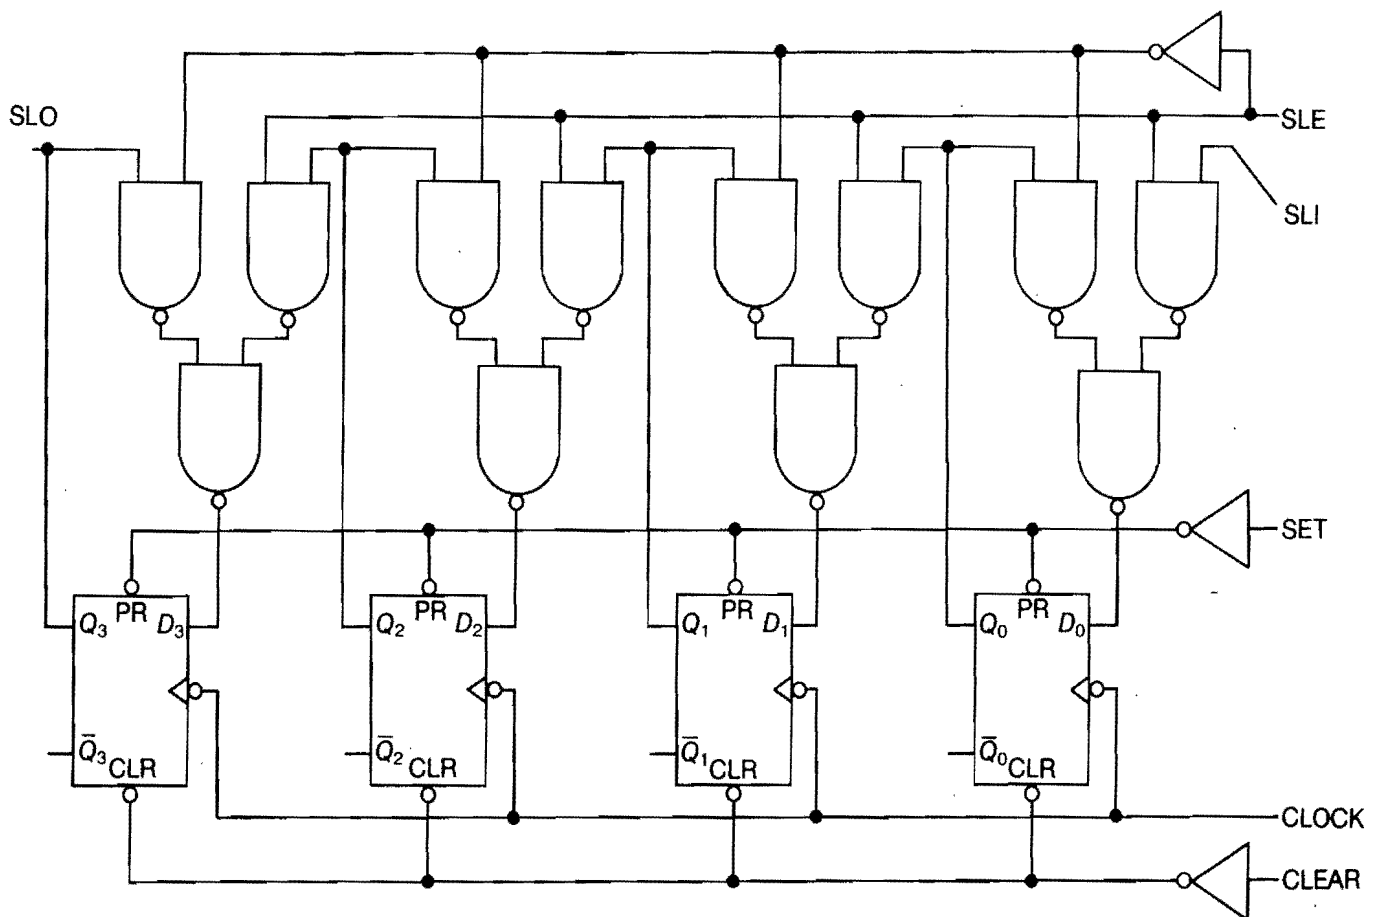 SLO
SLE
SLI
SET
PR PR PR PR
Q₃ D₃ Q₂ D₂ Q₁ D₁ Q₀ D₀
Q̅₃ Q̅₂ Q̅₁ Q̅₀
CLR CLR CLR CLR
CLOCK
CLEAR